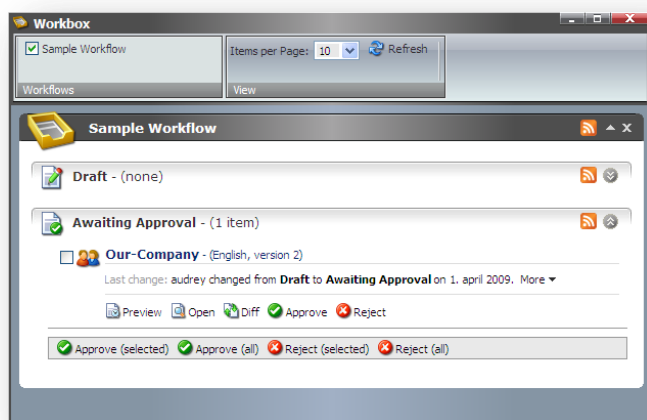 Workbox
Sample Workflow
Items per Page: 10 Refresh
Workflows
View
Sample Workflow
Draft - (none)
Awaiting Approval - (1 item)
Our-Company - (English, version 2)
Last change: audrey changed from Draft to Awaiting Approval on 1. april 2009. More
Preview Open Diff Approve Reject
Approve (selected) Approve (all) Reject (selected) Reject (all)